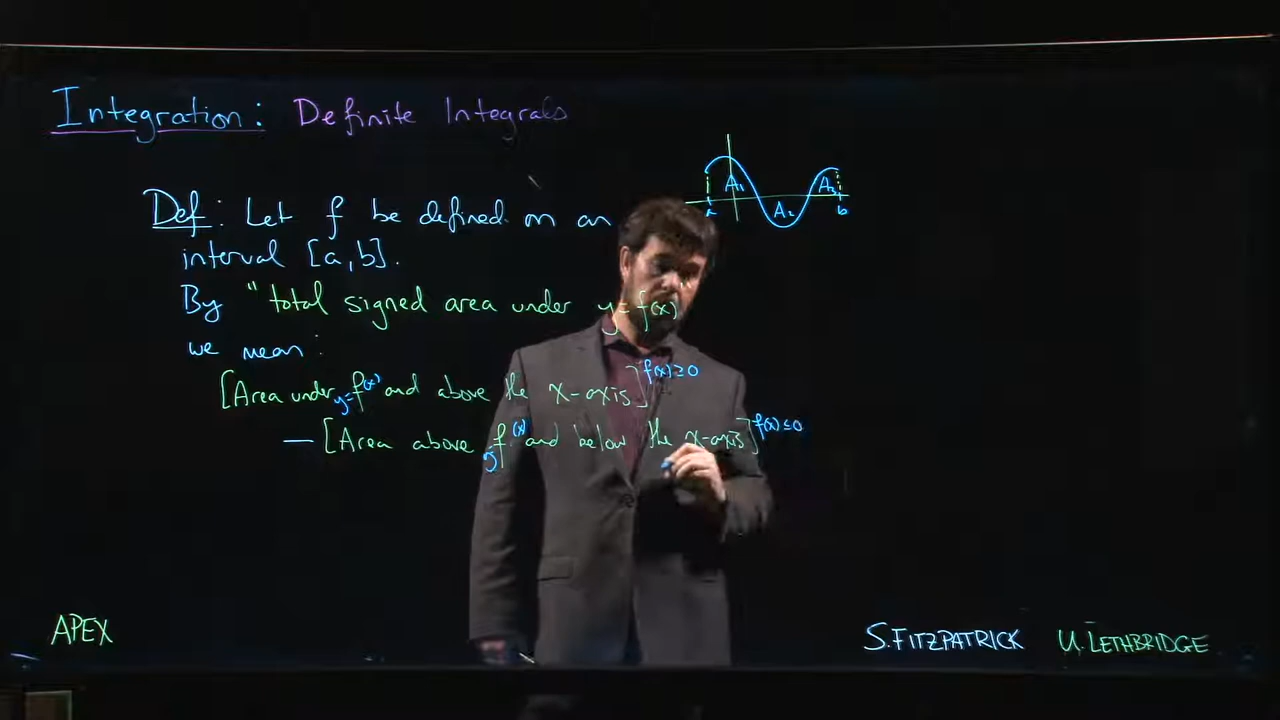 Integration: Definite Integrals
Def: Let f be defined on an
interval [a,b].
By "total signed area under y=f(x)
we mean:
[Area under y=f(x) and above the x-axis] f(x)≥0
— [Area above y=f(x) and below the x-axis] f(x)≤0
A₁
A₂
A₃
a
b
APEX
S. FITZPATRICK U. LETHBRIDGE